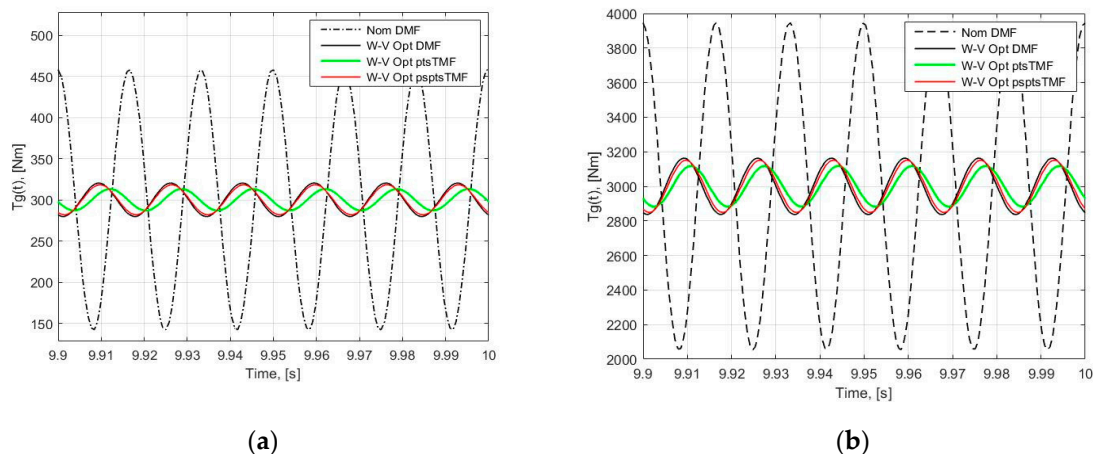 Tg(t), [Nm]
500
450
400
350
300
250
200
150
Nom DMF
W-V Opt DMF
W-V Opt ptsTMF
W-V Opt psptsTMF
9.9 9.91 9.92 9.93 9.94 9.95 9.96 9.97 9.98 9.99 10
Time, [s]
(a)
Tg(t), [Nm]
4000
3800
3600
3400
3200
3000
2800
2600
2400
2200
2000
Nom DMF
W-V Opt DMF
W-V Opt ptsTMF
W-V Opt psptsTMF
9.9 9.91 9.92 9.93 9.94 9.95 9.96 9.97 9.98 9.99 10
Time, [s]
(b)